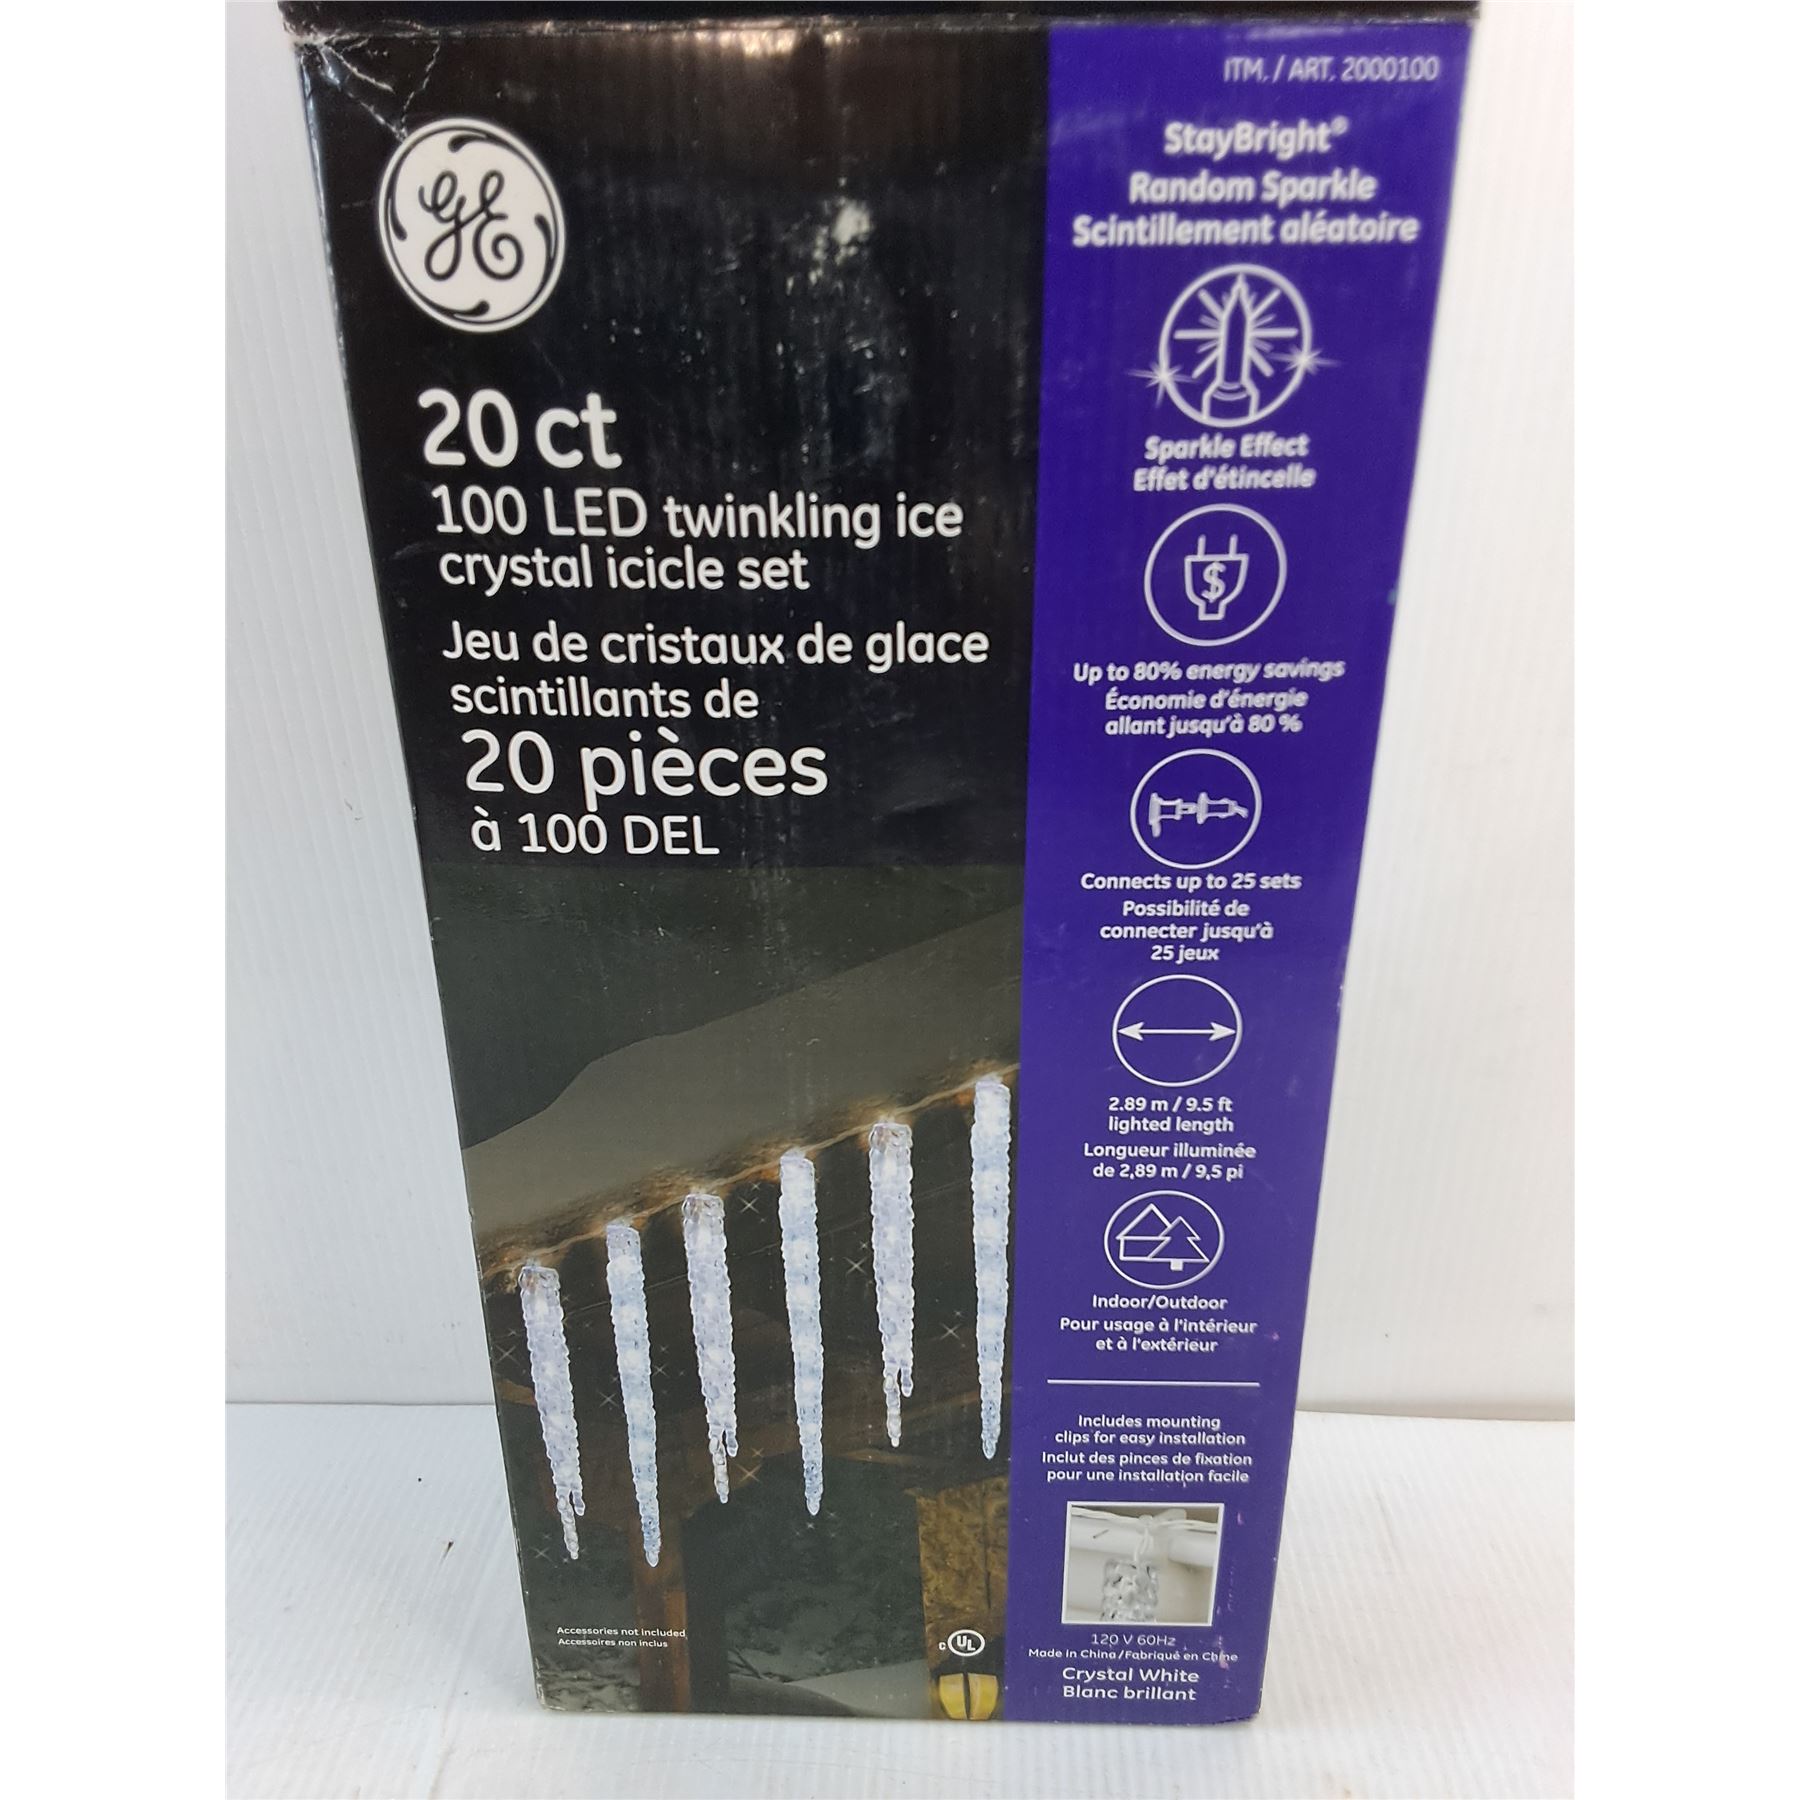 GE
20 ct
100 LED twinkling ice
crystal icicle set
Jeu de cristaux de glace
scintillants de
20 pièces
à 100 DEL
Accessories not included
Accessoires non inclus
C UL
ITM. / ART. 2000100
StayBright®
Random Sparkle
Scintillement aléatoire
Sparkle Effect
Effet d'étincelle
$
Up to 80% energy savings
Économie d'énergie
allant jusqu'à 80 %
Connects up to 25 sets
Possibilité de
connecter jusqu'à
25 jeux
2.89 m / 9.5 ft
lighted length
Longueur illuminée
de 2,89 m / 9,5 pi
Indoor/Outdoor
Pour usage à l'intérieur
et à l'extérieur
Includes mounting
clips for easy installation
Inclut des pinces de fixation
pour une installation facile
120 V 60Hz
Made in China/Fabriqué en Chine
Crystal White
Blanc brillant